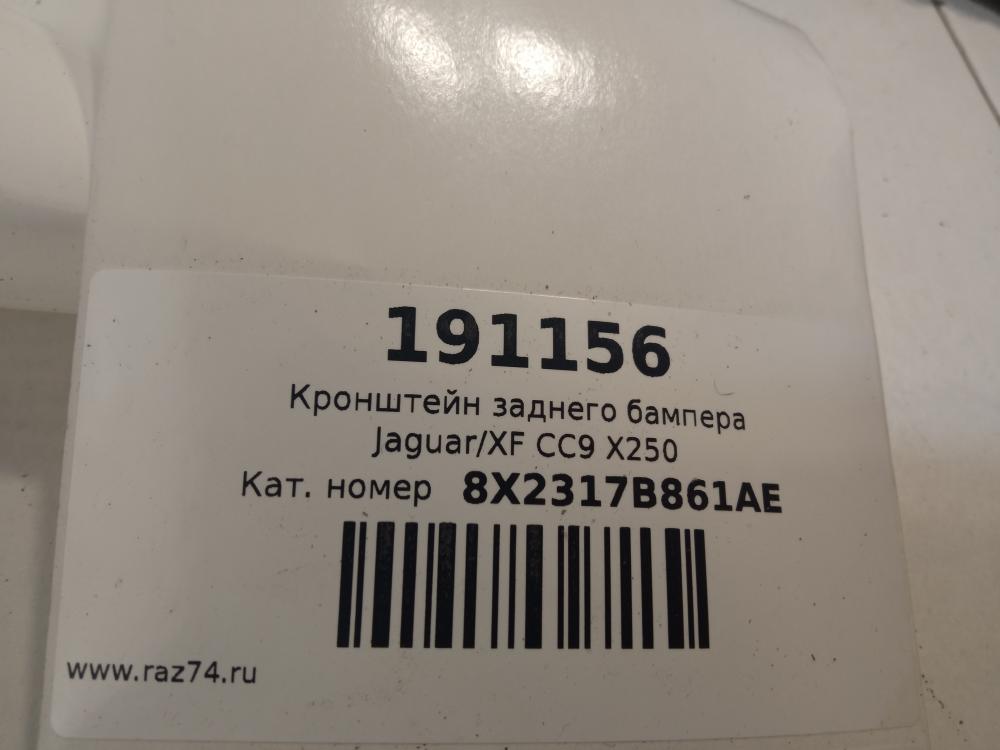 191156
Кронштейн заднего бампера
Jaguar/XF CC9 X250
Кат. номер 8X2317B861AE
www.raz74.ru